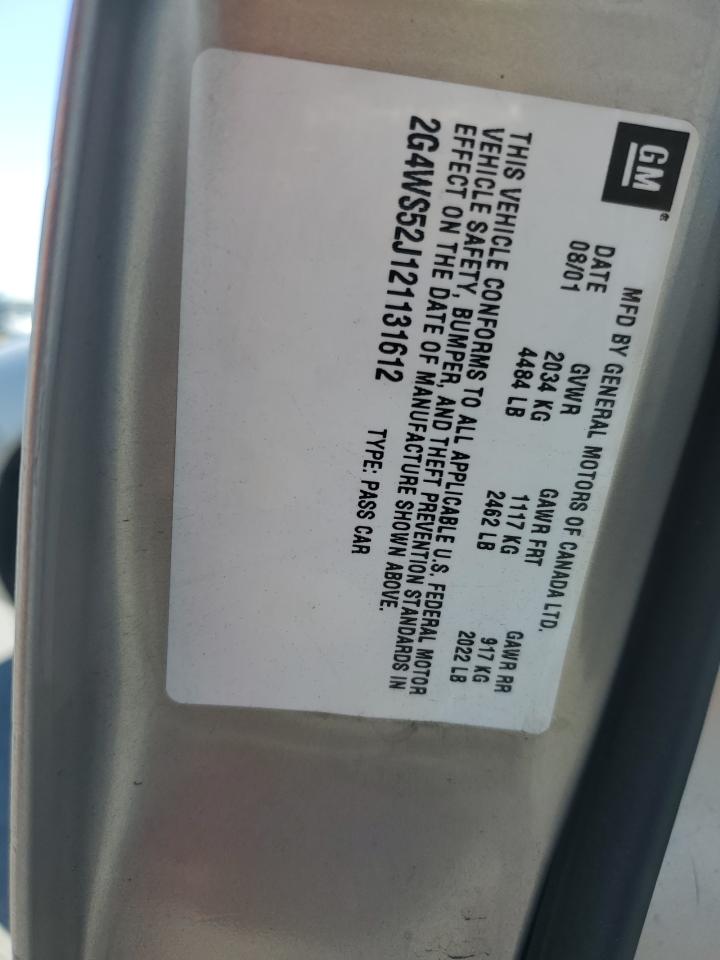 GM
MFD BY GENERAL MOTORS OF CANADA LTD.
DATE GVWR GAWR FRT GAWR RR
08/01 2034 KG 1117 KG 917 KG
4484 LB 2462 LB 2022 LB
THIS VEHICLE CONFORMS TO ALL APPLICABLE U.S. FEDERAL MOTOR
VEHICLE SAFETY, BUMPER, AND THEFT PREVENTION STANDARDS IN
EFFECT ON THE DATE OF MANUFACTURE SHOWN ABOVE.
2G4WS52J121131612 TYPE: PASS CAR